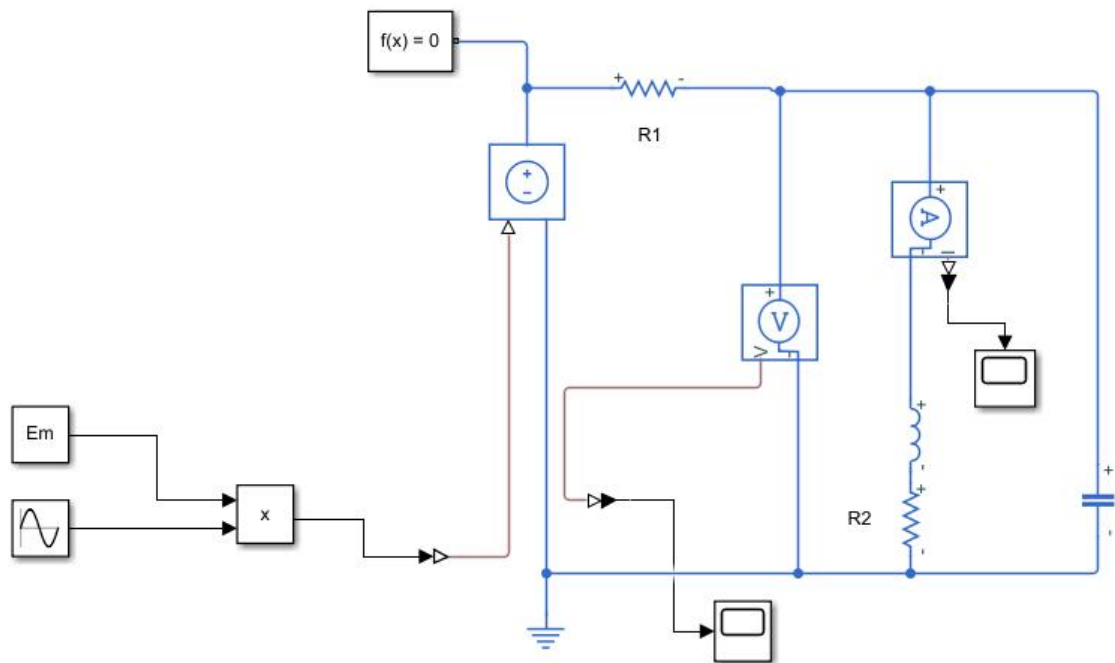 f(x) = 0
+ -
R1
+
-
+
A
- I
+
V
V -
+
-
+
R2
-
+
-
Em
x